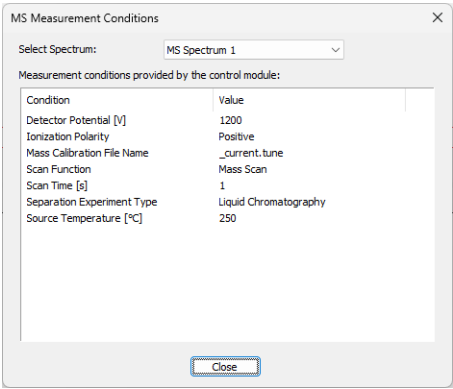 MS Measurement Conditions
Select Spectrum: MS Spectrum 1
Measurement conditions provided by the control module:
Condition Value
Detector Potential [V] 1200
Ionization Polarity Positive
Mass Calibration File Name _current.tune
Scan Function Mass Scan
Scan Time [s] 1
Separation Experiment Type Liquid Chromatography
Source Temperature [°C] 250
Close